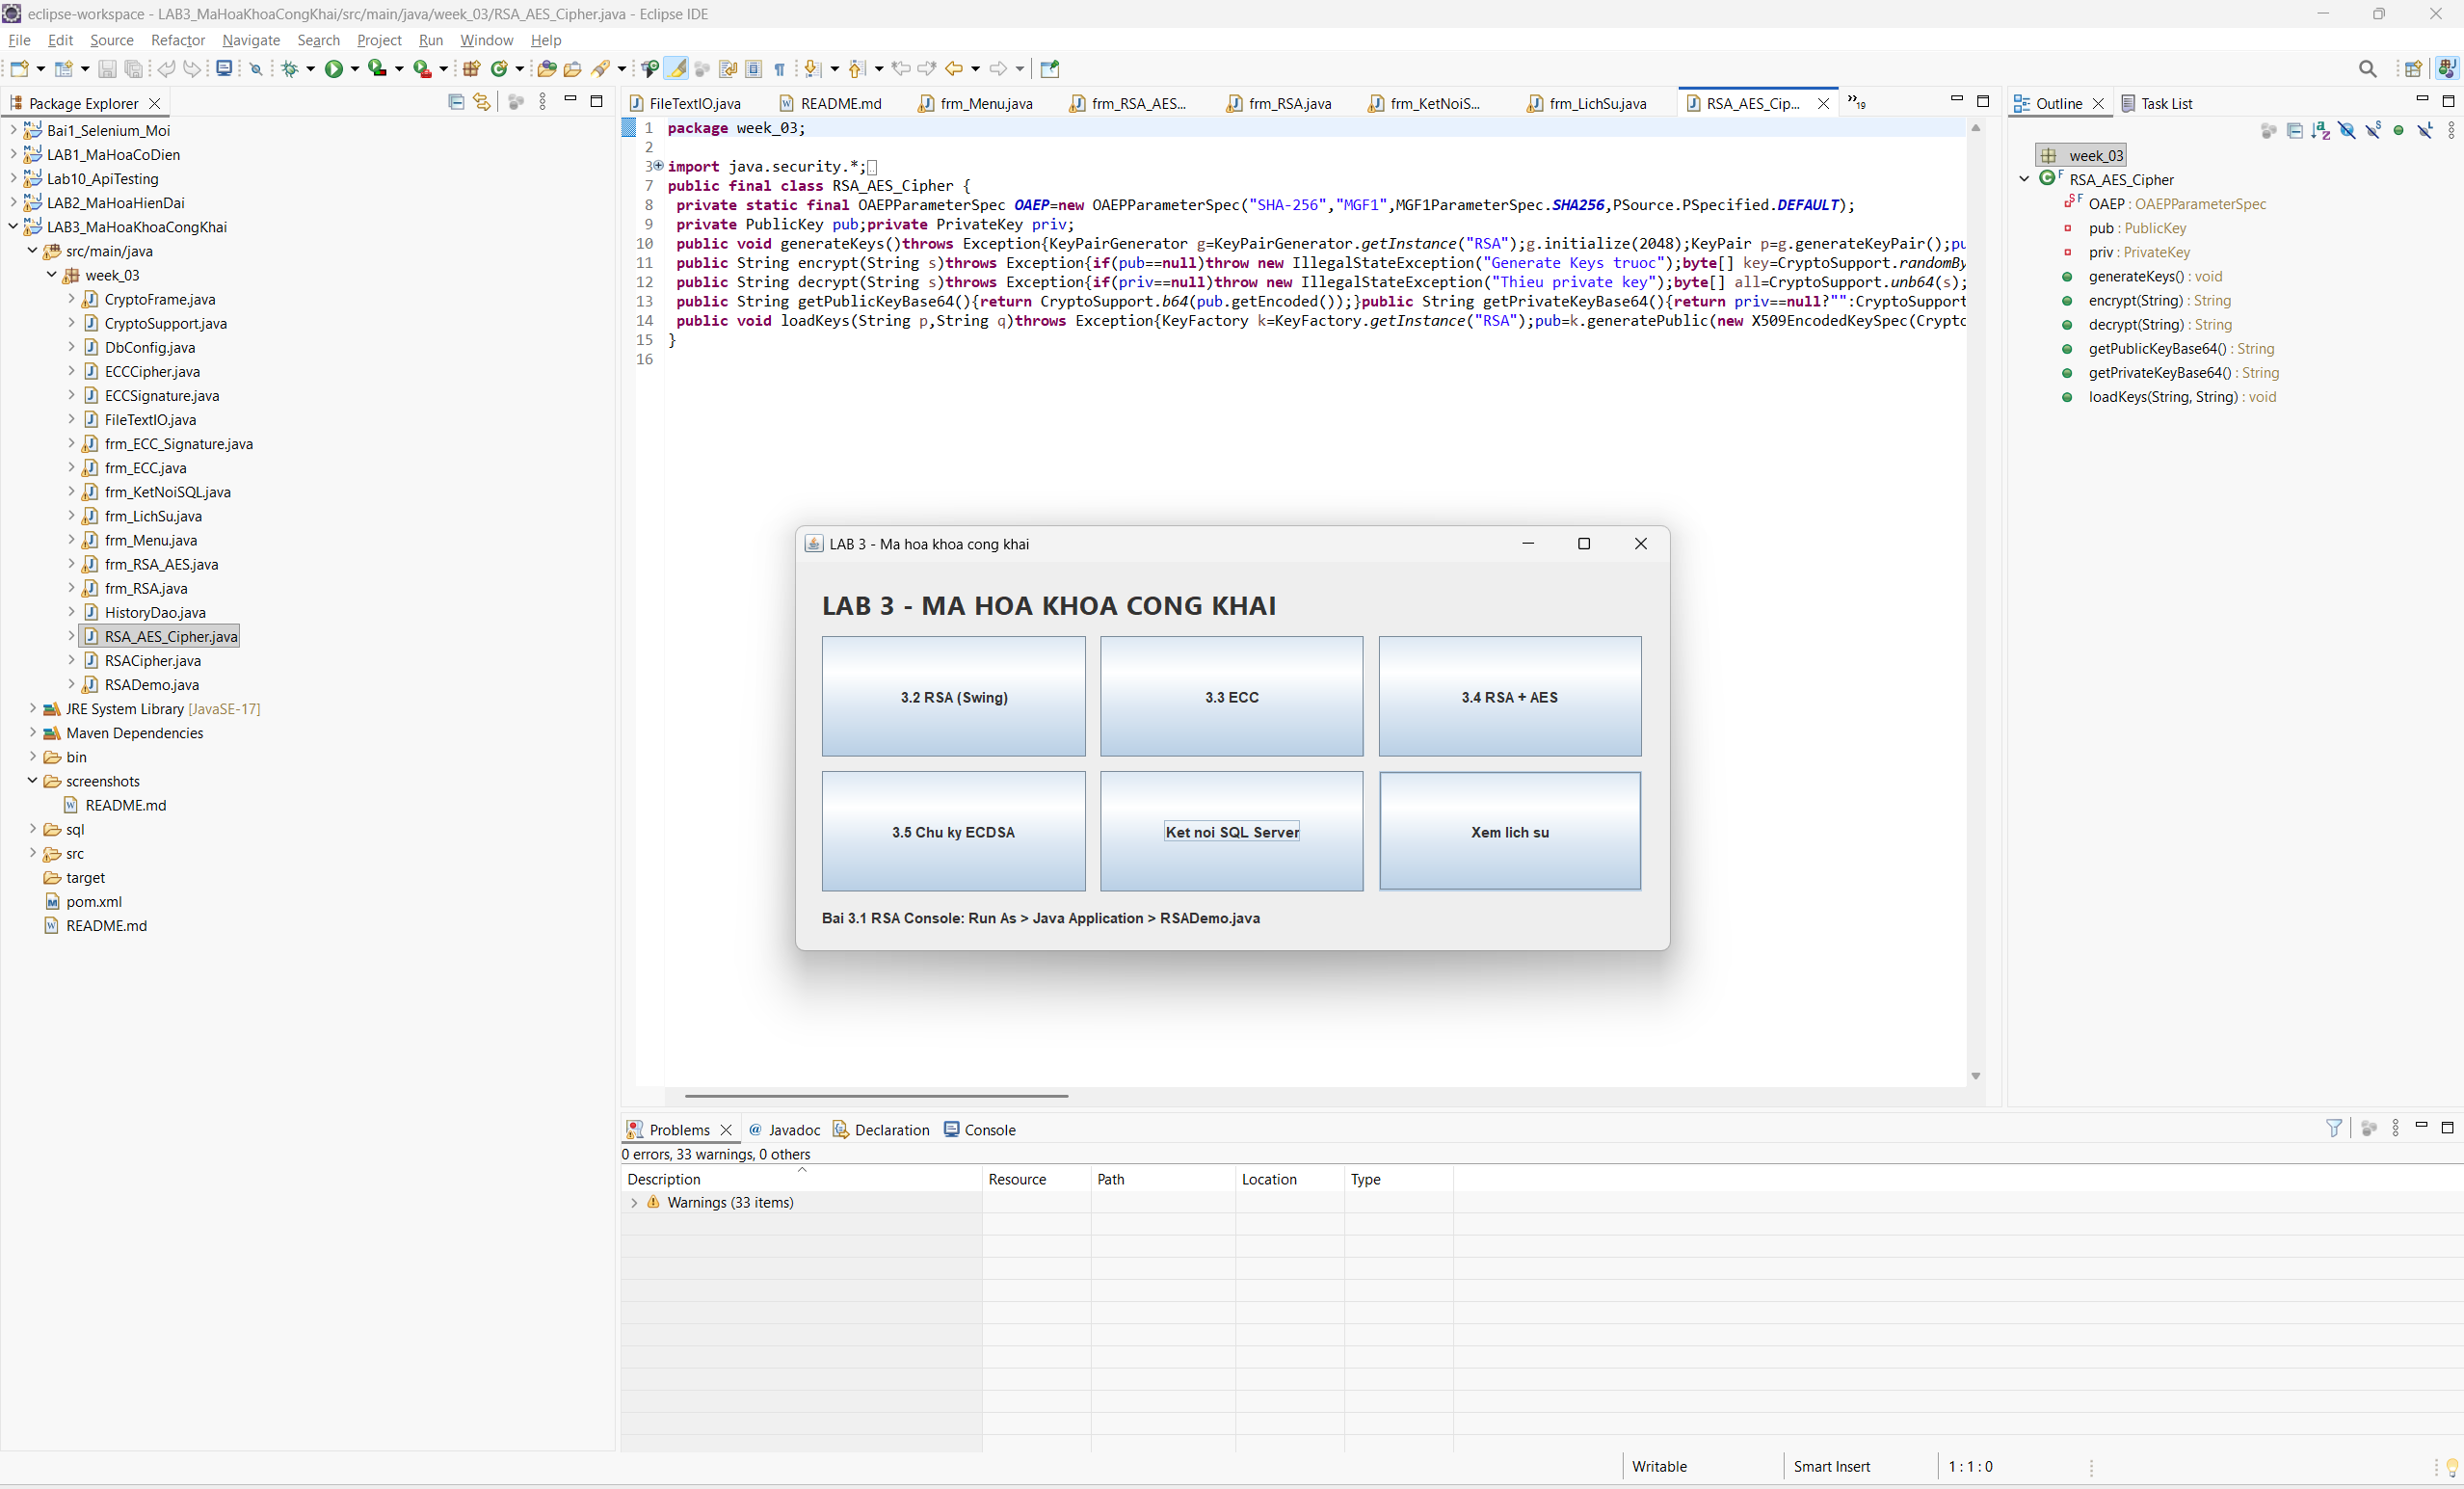 eclipse-workspace - LAB3_MaHoaKhoaCongKhai/src/main/java/week_03/RSA_AES_Cipher.java - Eclipse IDE
File Edit Source Refactor Navigate Search Project Run Window Help
Package Explorer
Bai1_Selenium_Moi
LAB1_MaHoaCoDien
Lab10_ApiTesting
LAB2_MaHoaHienDai
LAB3_MaHoaKhoaCongKhai
src/main/java
week_03
CryptoFrame.java
CryptoSupport.java
DbConfig.java
ECCCipher.java
ECCSignature.java
FileTextIO.java
frm_ECC_Signature.java
frm_ECC.java
frm_KetNoiSQL.java
frm_LichSu.java
frm_Menu.java
frm_RSA_AES.java
frm_RSA.java
HistoryDao.java
RSA_AES_Cipher.java
RSACipher.java
RSADemo.java
JRE System Library [JavaSE-17]
Maven Dependencies
bin
screenshots
README.md
sql
src
target
pom.xml
README.md
FileTextIO.java README.md frm_Menu.java frm_RSA_AES... frm_RSA.java frm_KetNoiS... frm_LichSu.java RSA_AES_Cip... »19
1 package week_03;
2
3 import java.security.*;
7 public final class RSA_AES_Cipher {
8 private static final OAEPParameterSpec OAEP=new OAEPParameterSpec("SHA-256","MGF1",MGF1ParameterSpec.SHA256,PSource.PSpecified.DEFAULT);
9 private PublicKey pub;private PrivateKey priv;
10 public void generateKeys()throws Exception{KeyPairGenerator g=KeyPairGenerator.getInstance("RSA");g.initialize(2048);KeyPair p=g.generateKeyPair();pu
11 public String encrypt(String s)throws Exception{if(pub==null)throw new IllegalStateException("Generate Keys truoc");byte[] key=CryptoSupport.randomBy
12 public String decrypt(String s)throws Exception{if(priv==null)throw new IllegalStateException("Thieu private key");byte[] all=CryptoSupport.unb64(s);
13 public String getPublicKeyBase64(){return CryptoSupport.b64(pub.getEncoded());}public String getPrivateKeyBase64(){return priv==null?"":CryptoSupport
14 public void loadKeys(String p,String q)throws Exception{KeyFactory k=KeyFactory.getInstance("RSA");pub=k.generatePublic(new X509EncodedKeySpec(Crypto
15 }
16
LAB 3 - Ma hoa khoa cong khai
LAB 3 - MA HOA KHOA CONG KHAI
3.2 RSA (Swing) 3.3 ECC 3.4 RSA + AES
3.5 Chu ky ECDSA Ket noi SQL Server Xem lich su
Bai 3.1 RSA Console: Run As > Java Application > RSADemo.java
Outline Task List
week_03
RSA_AES_Cipher
OAEP : OAEPParameterSpec
pub : PublicKey
priv : PrivateKey
generateKeys() : void
encrypt(String) : String
decrypt(String) : String
getPublicKeyBase64() : String
getPrivateKeyBase64() : String
loadKeys(String, String) : void
Problems Javadoc Declaration Console
0 errors, 33 warnings, 0 others
Description Resource Path Location Type
Warnings (33 items)
Writable Smart Insert 1 : 1 : 0